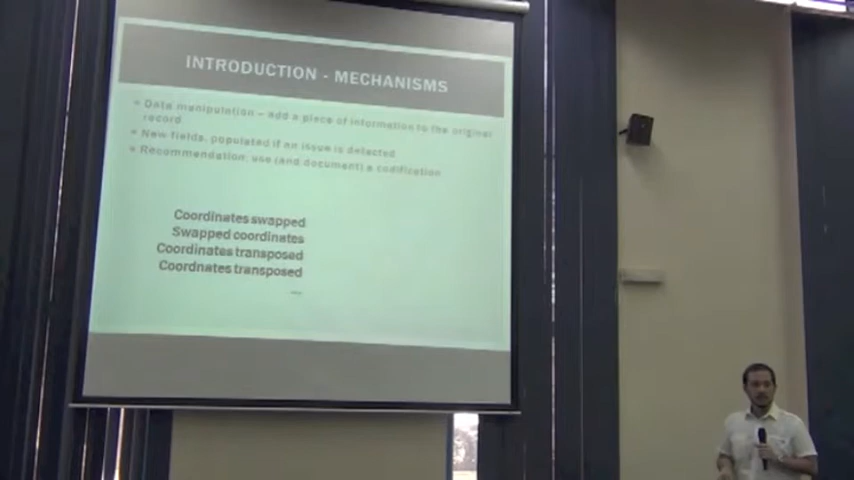 INTRODUCTION - MECHANISMS
Data manipulation – add a piece of information to the original
record
New fields, populated if an issue is detected
Recommendation, use (and document) a codification
Coordinates swapped
Swapped coordinates
Coordinates transposed
Coordnates transposed
...